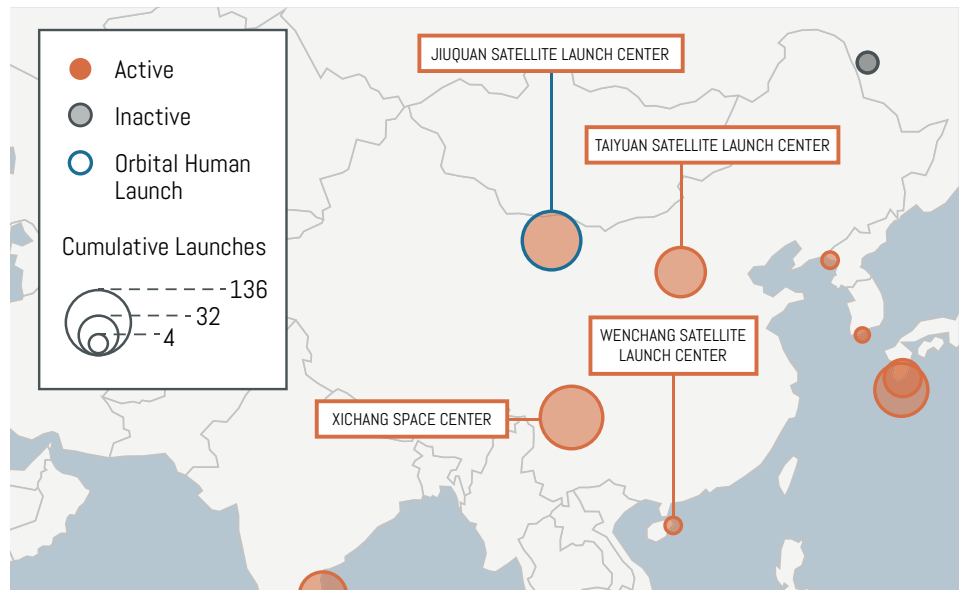 Active
Inactive
Orbital Human
Launch
Cumulative Launches
136
32
4
JIUQUAN SATELLITE LAUNCH CENTER
TAIYUAN SATELLITE LAUNCH CENTER
WENCHANG SATELLITE
LAUNCH CENTER
XICHANG SPACE CENTER